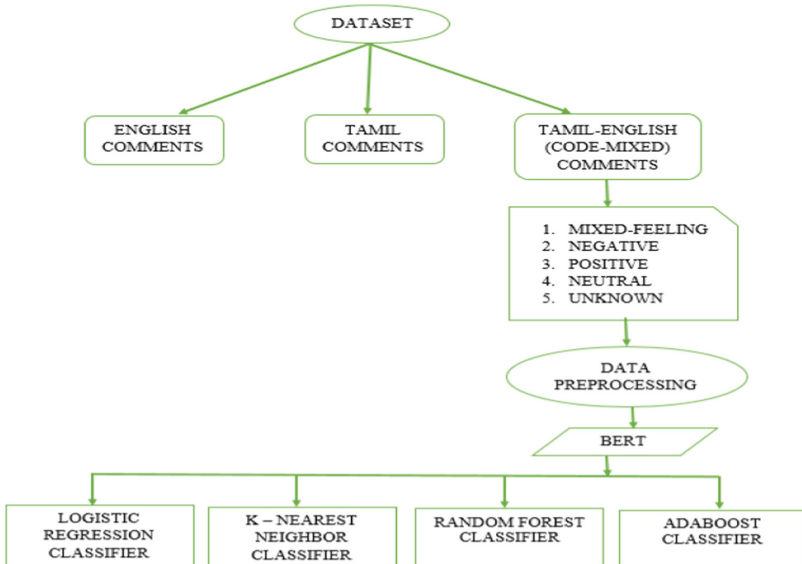 DATASET
ENGLISH
COMMENTS
TAMIL
COMMENTS
TAMIL-ENGLISH
(CODE-MIXED)
COMMENTS
1. MIXED-FEELING
2. NEGATIVE
3. POSITIVE
4. NEUTRAL
5. UNKNOWN
DATA
PREPROCESSING
BERT
LOGISTIC
REGRESSION
CLASSIFIER
K – NEAREST
NEIGHBOR
CLASSIFIER
RANDOM FOREST
CLASSIFIER
ADABOOST
CLASSIFIER